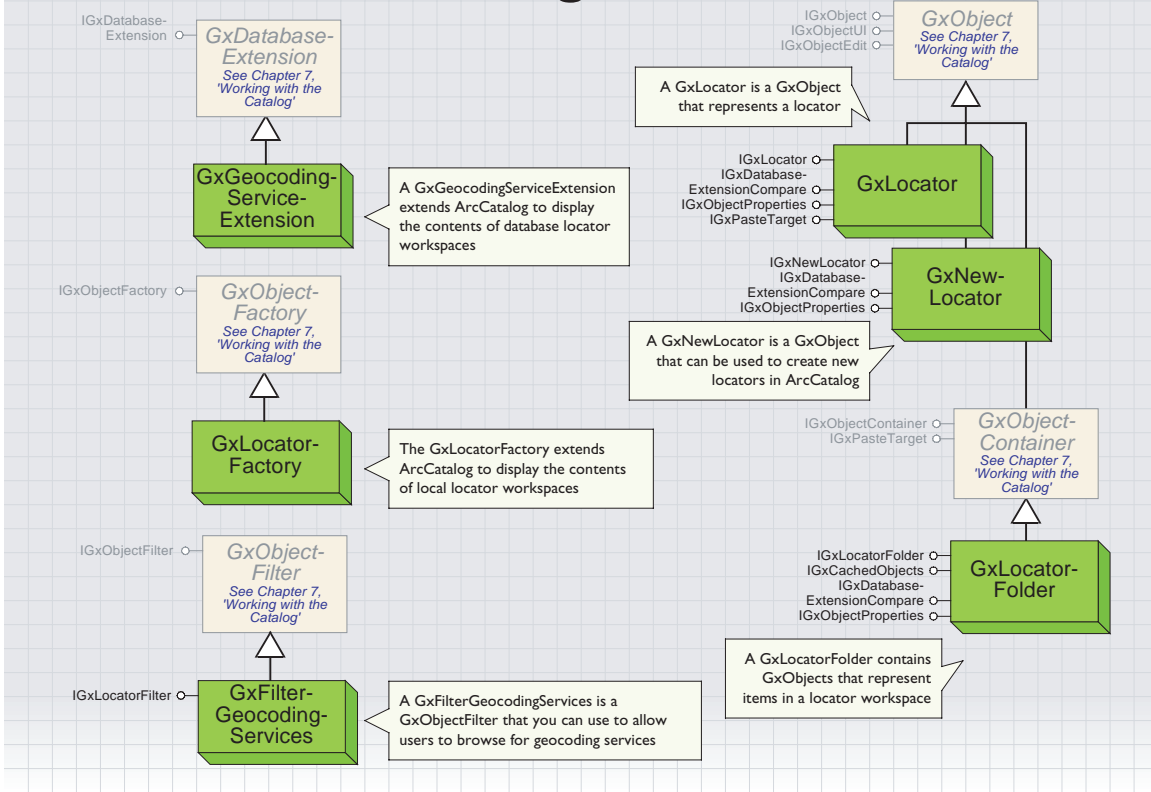 IGxDatabase-
Extension
GxDatabase-
Extension
See Chapter 7,
'Working with the
Catalog'
GxGeocoding-
Service-
Extension
A GxGeocodingServiceExtension
extends ArcCatalog to display
the contents of database locator
workspaces
IGxObjectFactory
GxObject-
Factory
See Chapter 7,
'Working with the
Catalog'
GxLocator-
Factory
The GxLocatorFactory extends
ArcCatalog to display the contents
of local locator workspaces
IGxObjectFilter
GxObject-
Filter
See Chapter 7,
'Working with the
Catalog'
IGxLocatorFilter
GxFilter-
Geocoding-
Services
A GxFilterGeocodingServices is a
GxObjectFilter that you can use to allow
users to browse for geocoding services
IGxObject
IGxObjectUI
IGxObjectEdit
GxObject
See Chapter 7,
'Working with the
Catalog'
A GxLocator is a GxObject
that represents a locator
IGxLocator
IGxDatabase-
ExtensionCompare
IGxObjectProperties
IGxPasteTarget
GxLocator
IGxNewLocator
IGxDatabase-
ExtensionCompare
IGxObjectProperties
GxNew-
Locator
A GxNewLocator is a GxObject
that can be used to create new
locators in ArcCatalog
IGxObjectContainer
IGxPasteTarget
GxObject-
Container
See Chapter 7,
'Working with the
Catalog'
IGxLocatorFolder
IGxCachedObjects
IGxDatabase-
ExtensionCompare
IGxObjectProperties
GxLocator-
Folder
A GxLocatorFolder contains
GxObjects that represent
items in a locator workspace